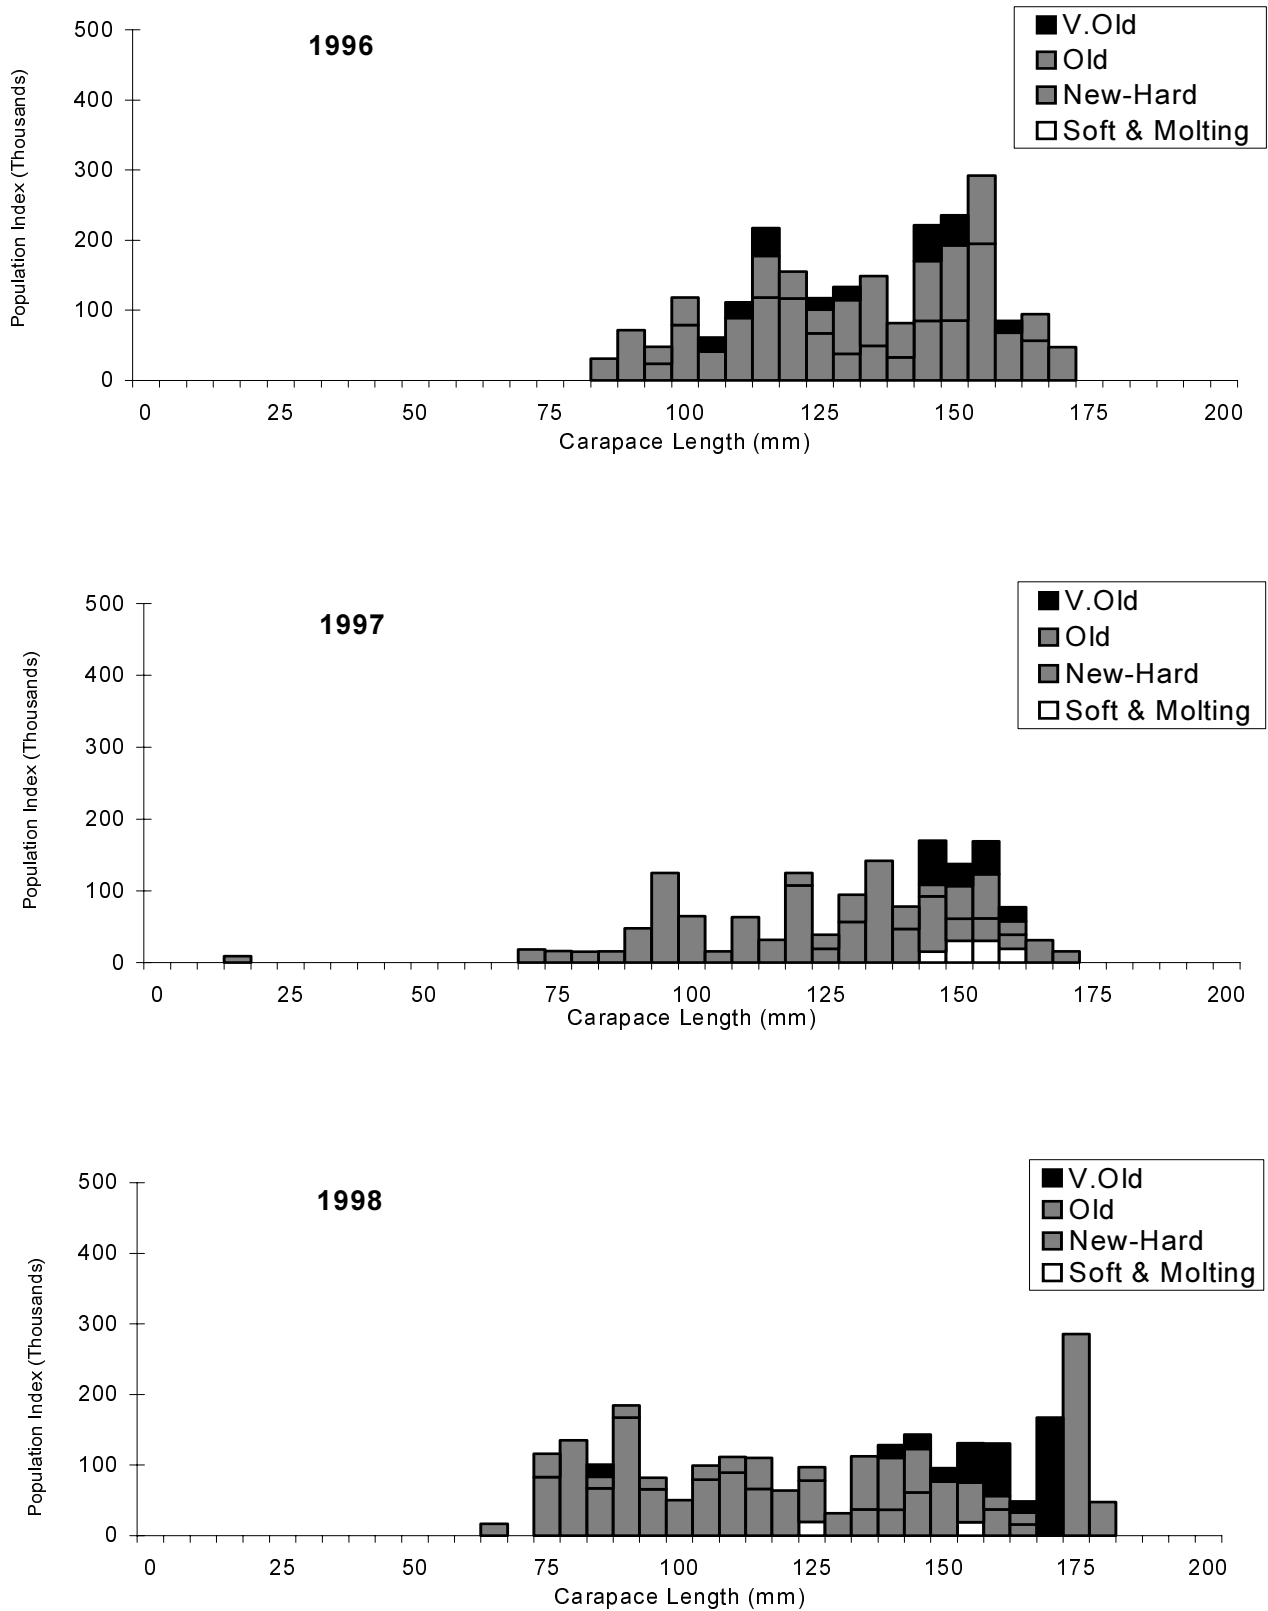 1996
V.Old
Old
New-Hard
Soft & Molting
Population Index (Thousands)
500
400
300
200
100
0
0 25 50 75 100 125 150 175 200
Carapace Length (mm)
1997
V.Old
Old
New-Hard
Soft & Molting
Population Index (Thousands)
500
400
300
200
100
0
0 25 50 75 100 125 150 175 200
Carapace Length (mm)
1998
V.Old
Old
New-Hard
Soft & Molting
Population Index (Thousands)
500
400
300
200
100
0
0 25 50 75 100 125 150 175 200
Carapace Length (mm)